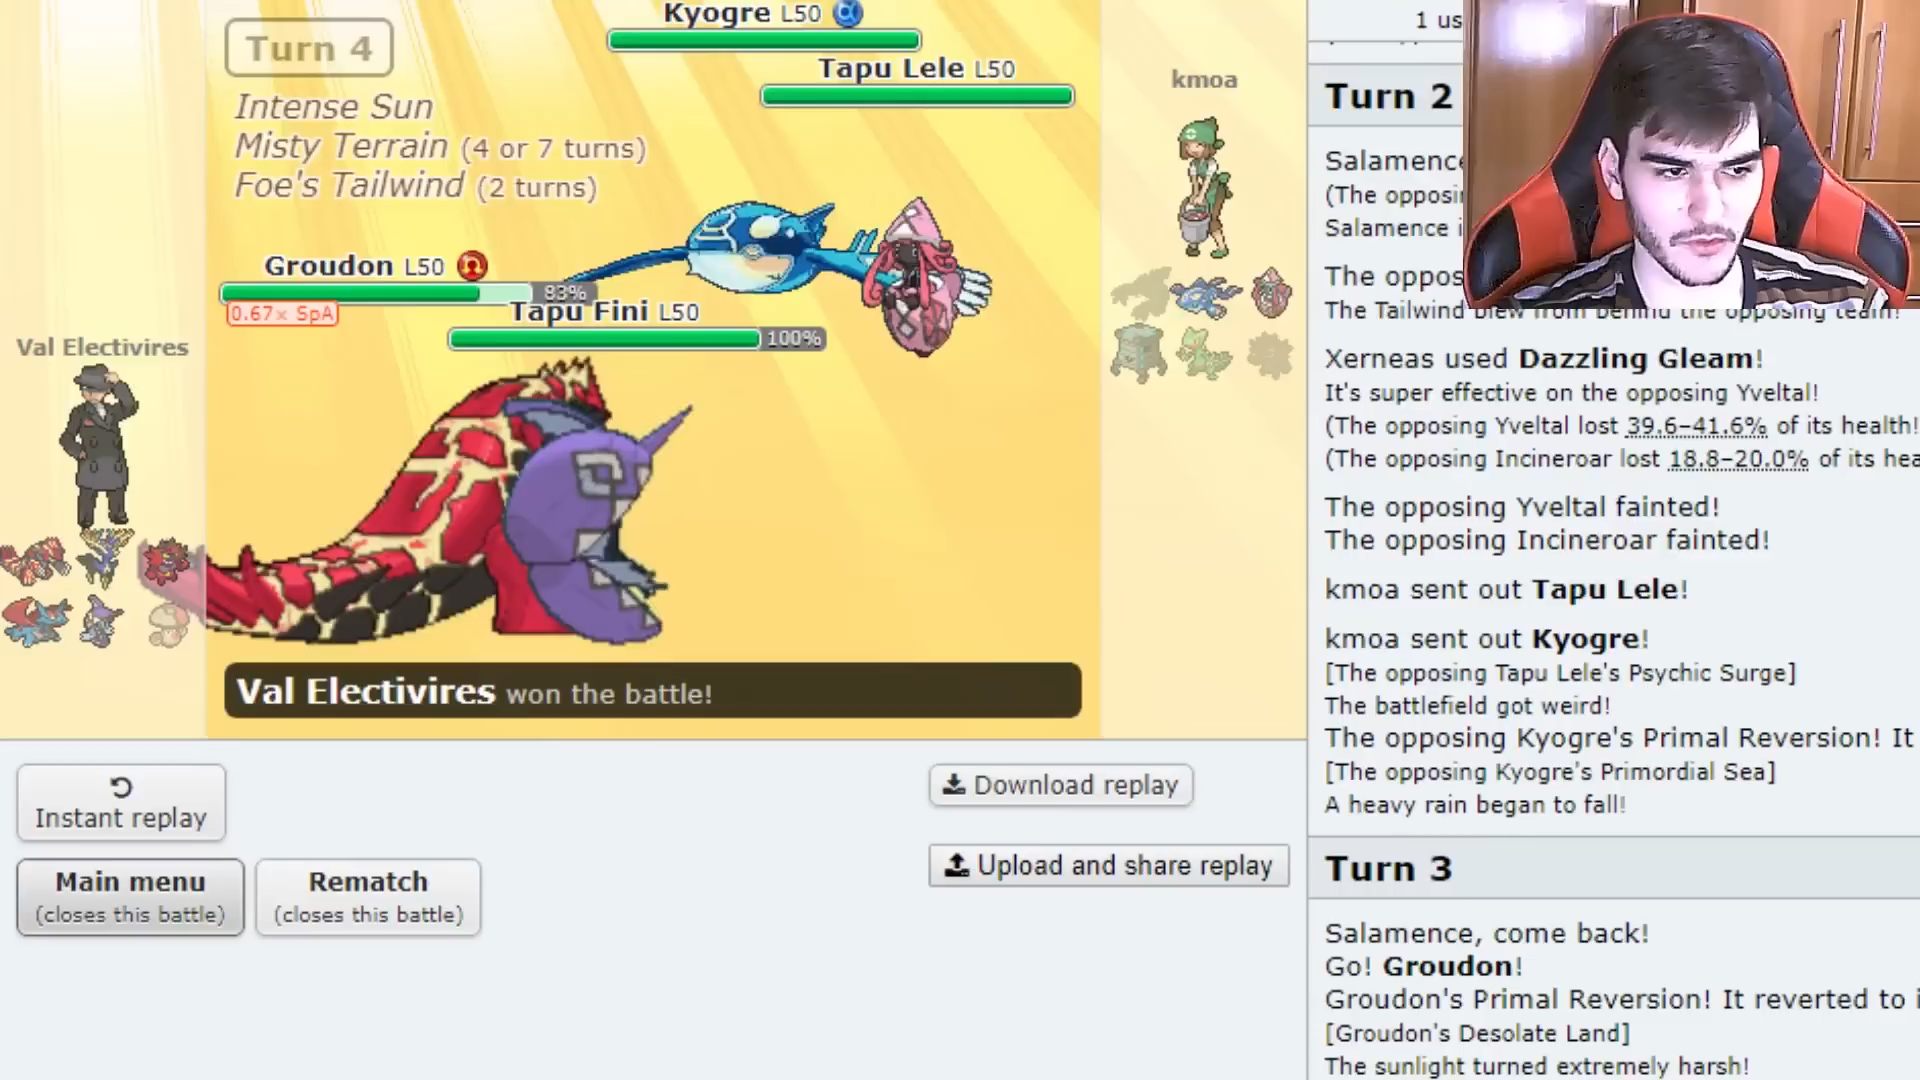 Turn 4
Intense Sun
Misty Terrain (4 or 7 turns)
Foe's Tailwind (2 turns)
Kyogre L50
Tapu Lele L50
Groudon L50
83%
0.67× SpA
Tapu Fini L50
100%
Val Electivires
kmoa
Val Electivires won the battle!
Instant replay
Download replay
Upload and share replay
Main menu
(closes this battle)
Rematch
(closes this battle)
1 us
Turn 2
Salamence
(The opposi
Salamence i
The oppos
The Tailwind blew from behind the opposing team!
Xerneas used Dazzling Gleam!
It's super effective on the opposing Yveltal!
(The opposing Yveltal lost 39.6–41.6% of its health!
(The opposing Incineroar lost 18.8–20.0% of its hea
The opposing Yveltal fainted!
The opposing Incineroar fainted!
kmoa sent out Tapu Lele!
kmoa sent out Kyogre!
[The opposing Tapu Lele's Psychic Surge]
The battlefield got weird!
The opposing Kyogre's Primal Reversion! It
[The opposing Kyogre's Primordial Sea]
A heavy rain began to fall!
Turn 3
Salamence, come back!
Go! Groudon!
Groudon's Primal Reversion! It reverted to i
[Groudon's Desolate Land]
The sunlight turned extremely harsh!